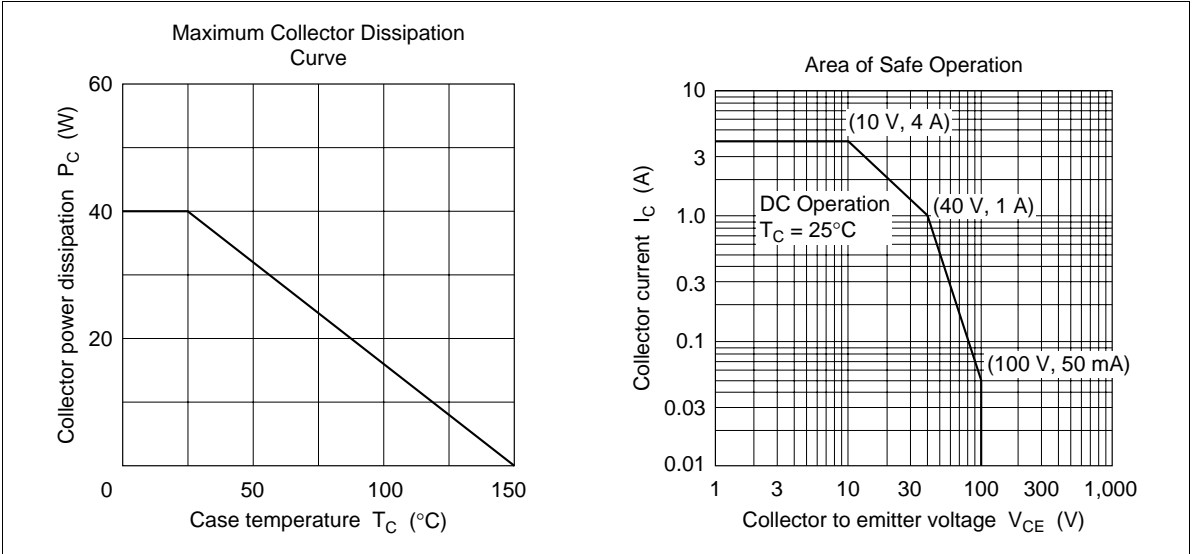 Maximum Collector Dissipation
Curve
60
40
20
0
50
100
150
Collector power dissipation P_C (W)
Case temperature T_C (°C)
Area of Safe Operation
10
3
1.0
0.3
0.1
0.03
0.01
(10 V, 4 A)
DC Operation
T_C = 25°C
(40 V, 1 A)
(100 V, 50 mA)
Collector current I_C (A)
1
3
10
30
100
300
1,000
Collector to emitter voltage V_CE (V)